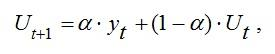 U_{t+1} = α · y_t + (1 − α) · U_t ,